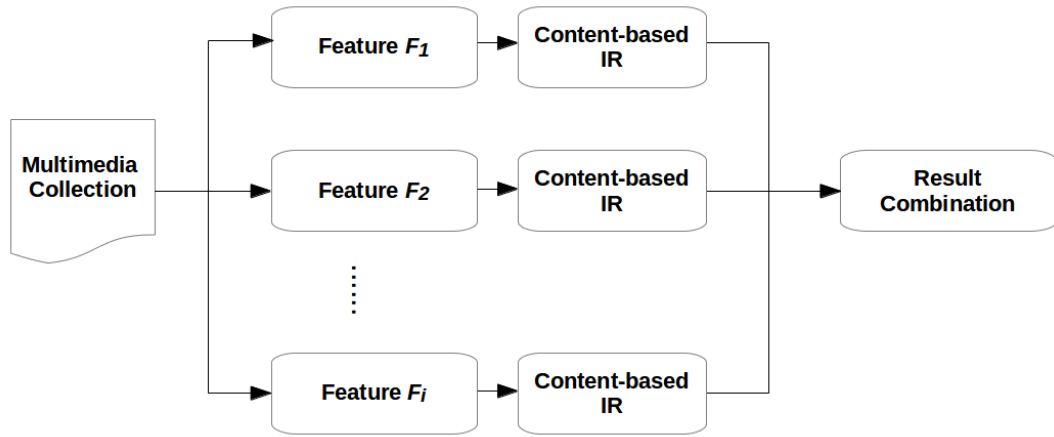 Feature F1
Content-based
IR
Multimedia
Collection
Feature F2
Content-based
IR
Result
Combination
Feature Fi
Content-based
IR